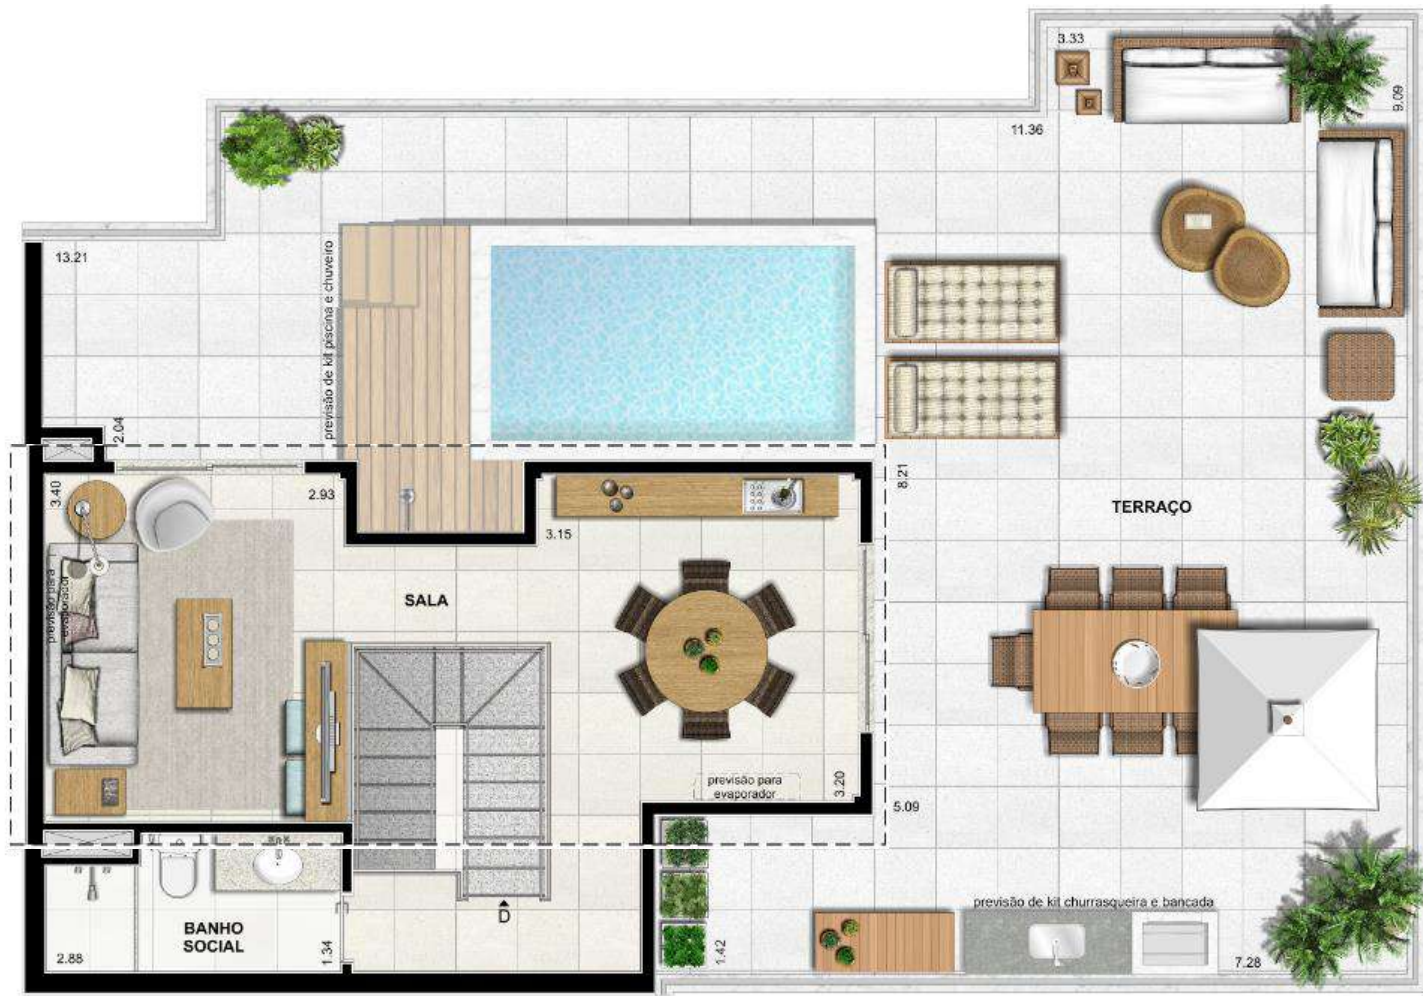 3.33
9.09
11.36
13.21
previsão de kit piscina e chuveiro
2.04
3.40
2.93
8.21
TERRAÇO
3.15
previsão para
evaporador
SALA
previsão para
evaporador
3.20
5.09
previsão de kit churrasqueira e bancada
D
BANHO
SOCIAL
2.88
1.34
1.42
7.28